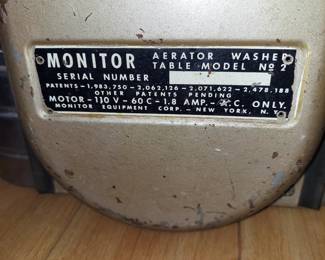 MONITOR AERATOR WASHER
TABLE MODEL Nº 2
SERIAL NUMBER
PATENTS - 1,983,750 - 2,062,126 - 2,071,622 - 2,478,188
OTHER PATENTS PENDING
MOTOR - 110 V - 60 C - 1.8 AMP. - A.C. ONLY.
MONITOR EQUIPMENT CORP. - NEW YORK, N. Y.